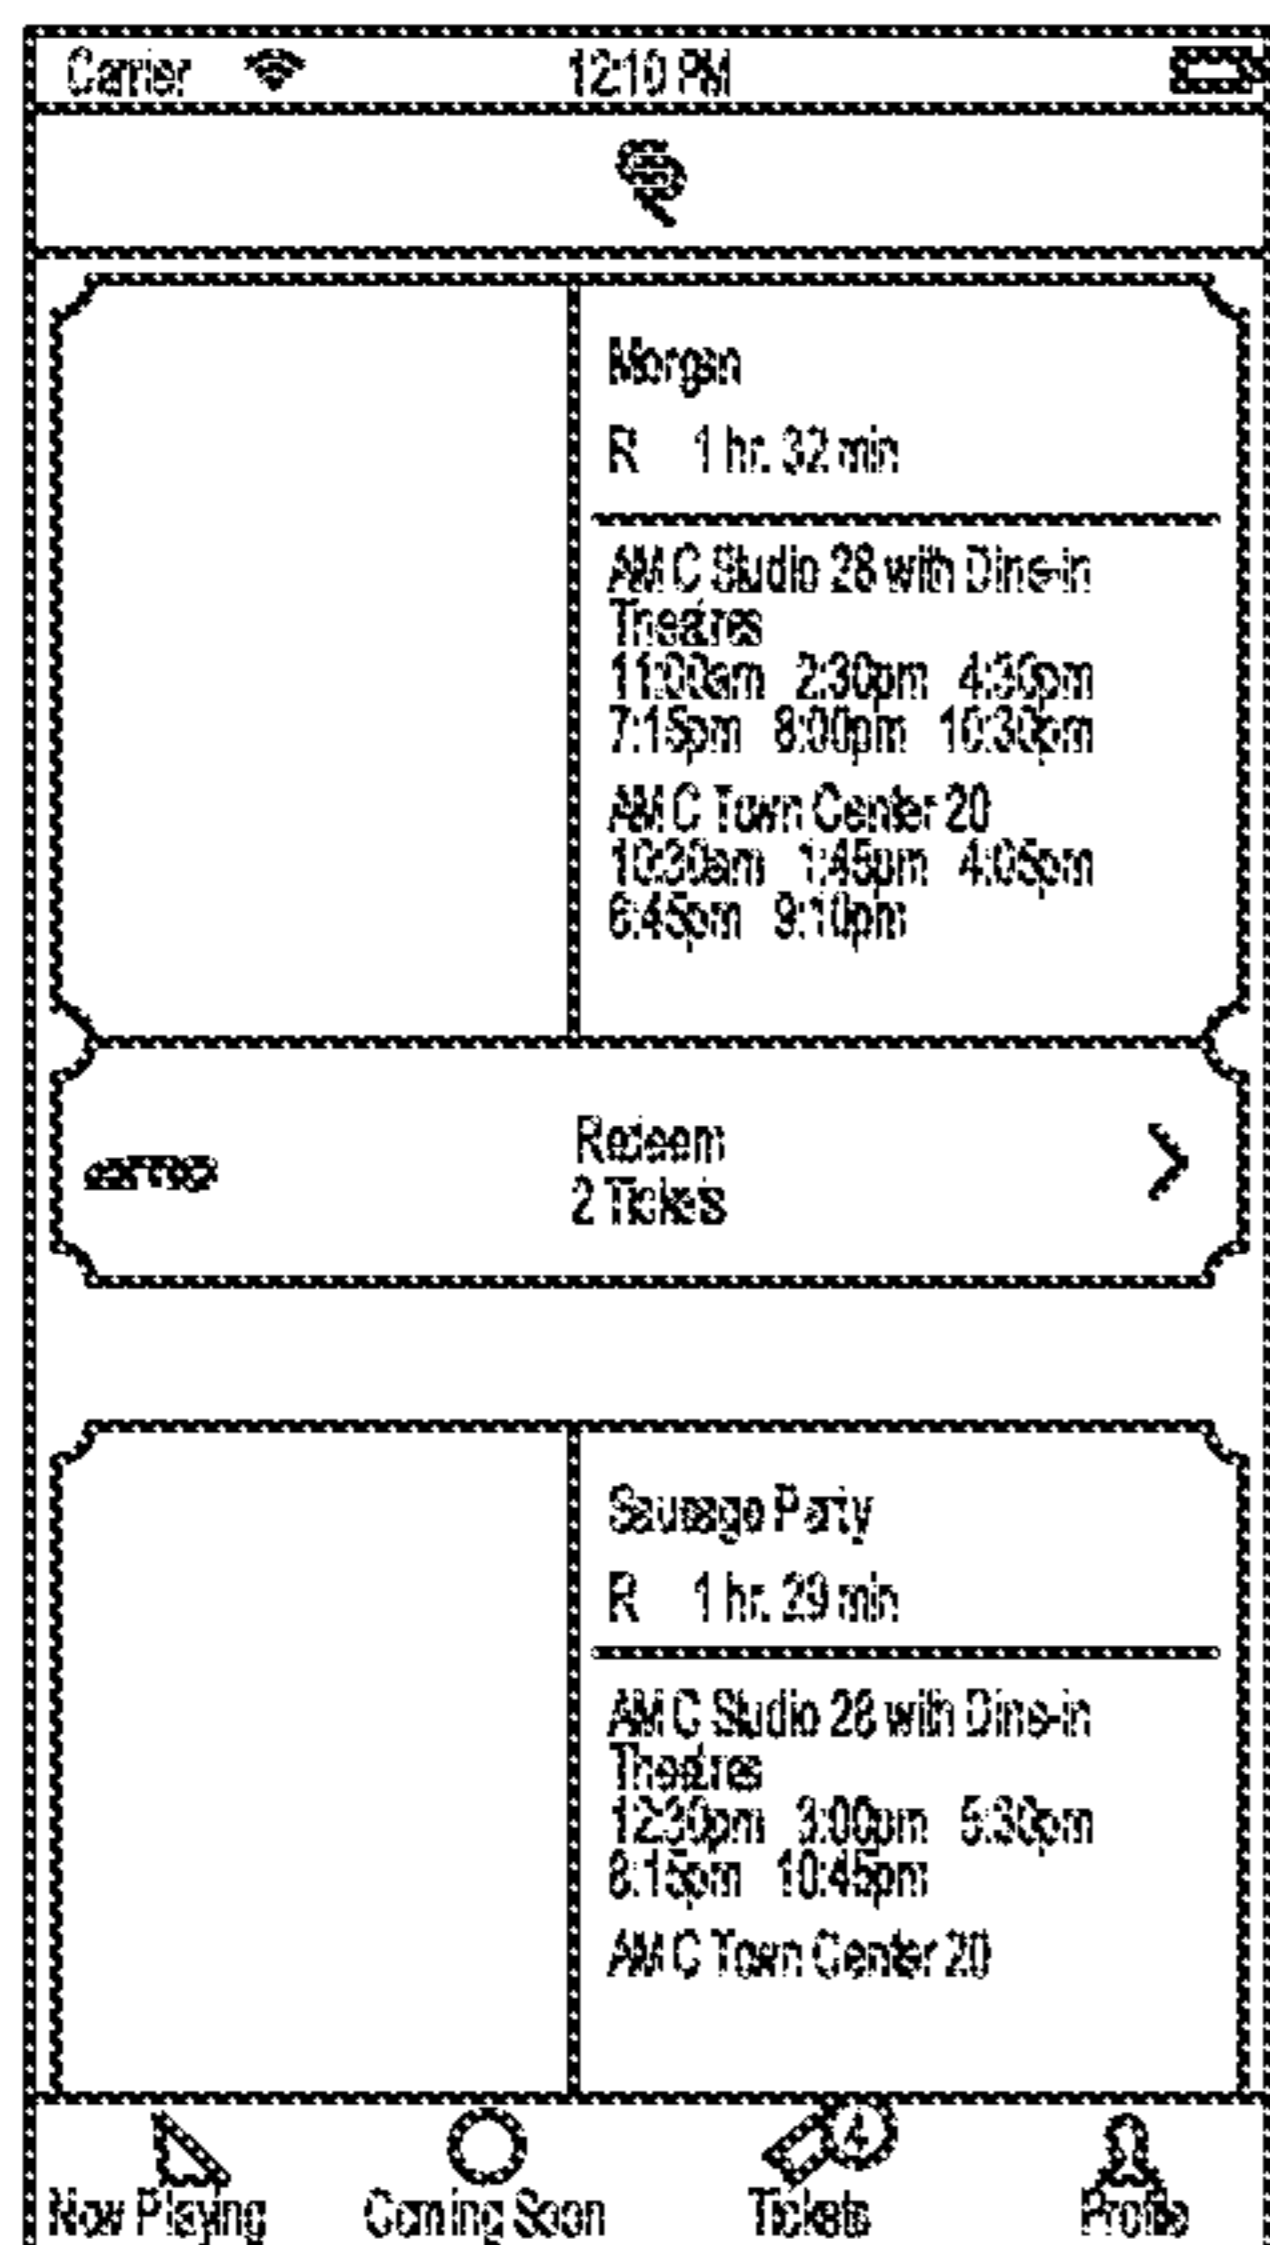 Carrier 12:10 PM
Morgan
R 1 hr. 32 min
AMC Studio 28 with Dine-in
Theatres
11:00am 2:30pm 4:30pm
7:15pm 8:00pm 10:30pm
AMC Town Center 20
10:30am 1:45pm 4:05pm
6:45pm 9:10pm
Redeem
2 Tickets
Sausage Party
R 1 hr. 29 min
AMC Studio 28 with Dine-in
Theatres
12:30pm 3:00pm 5:30pm
8:15pm 10:45pm
AMC Town Center 20
Now Playing Coming Soon Tickets Profile